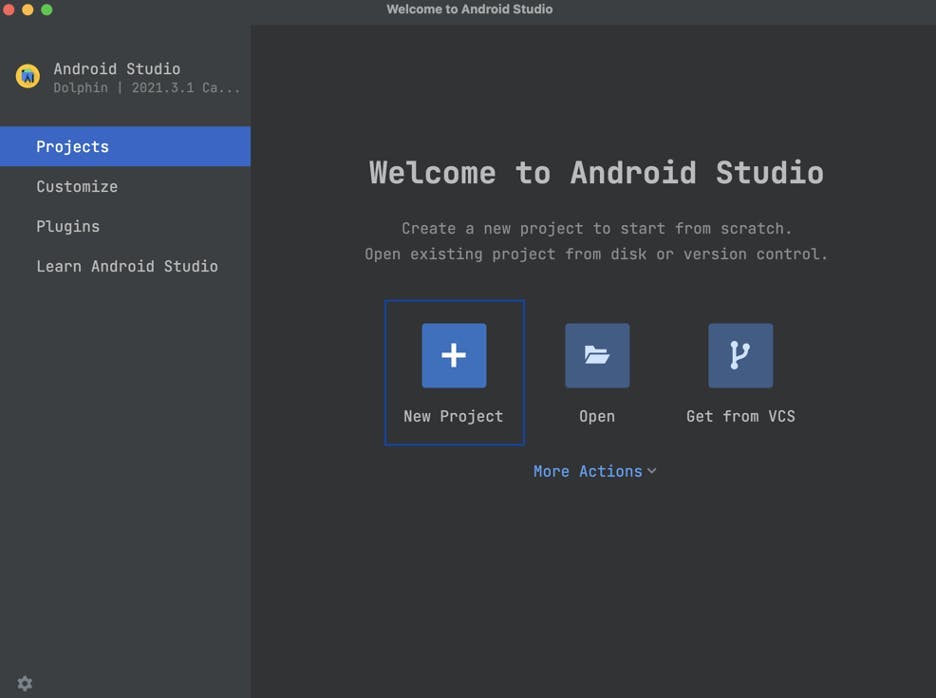 Welcome to Android Studio
Android Studio
Dolphin | 2021.3.1 Ca...
Projects
Customize
Plugins
Learn Android Studio
Welcome to Android Studio
Create a new project to start from scratch.
Open existing project from disk or version control.
New Project
Open
Get from VCS
More Actions